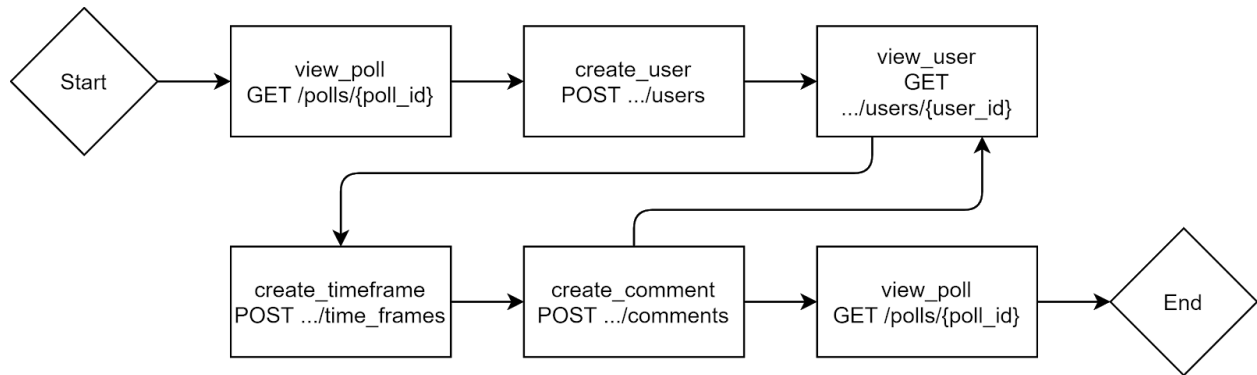 Start
view_poll
GET /polls/{poll_id}
create_user
POST .../users
view_user
GET
.../users/{user_id}
create_timeframe
POST .../time_frames
create_comment
POST .../comments
view_poll
GET /polls/{poll_id}
End